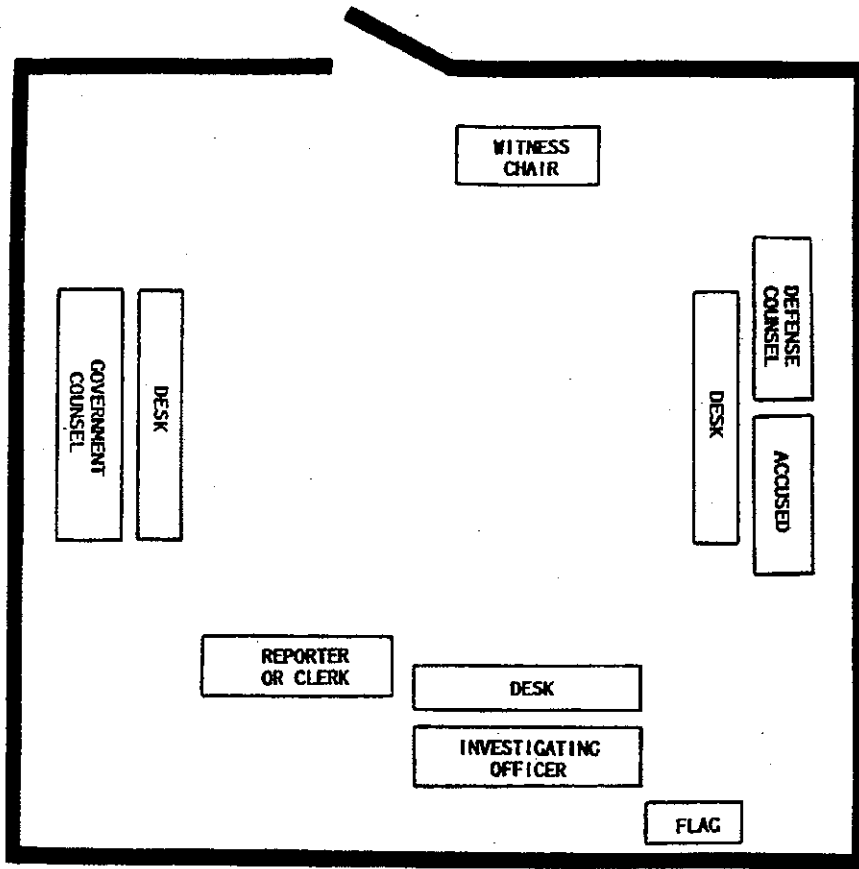 WITNESS
CHAIR
DEFENSE
COUNSEL
DESK
GOVERNMENT
COUNSEL
DESK
ACCUSED
REPORTER
OR CLERK
DESK
INVESTIGATING
OFFICER
FLAG